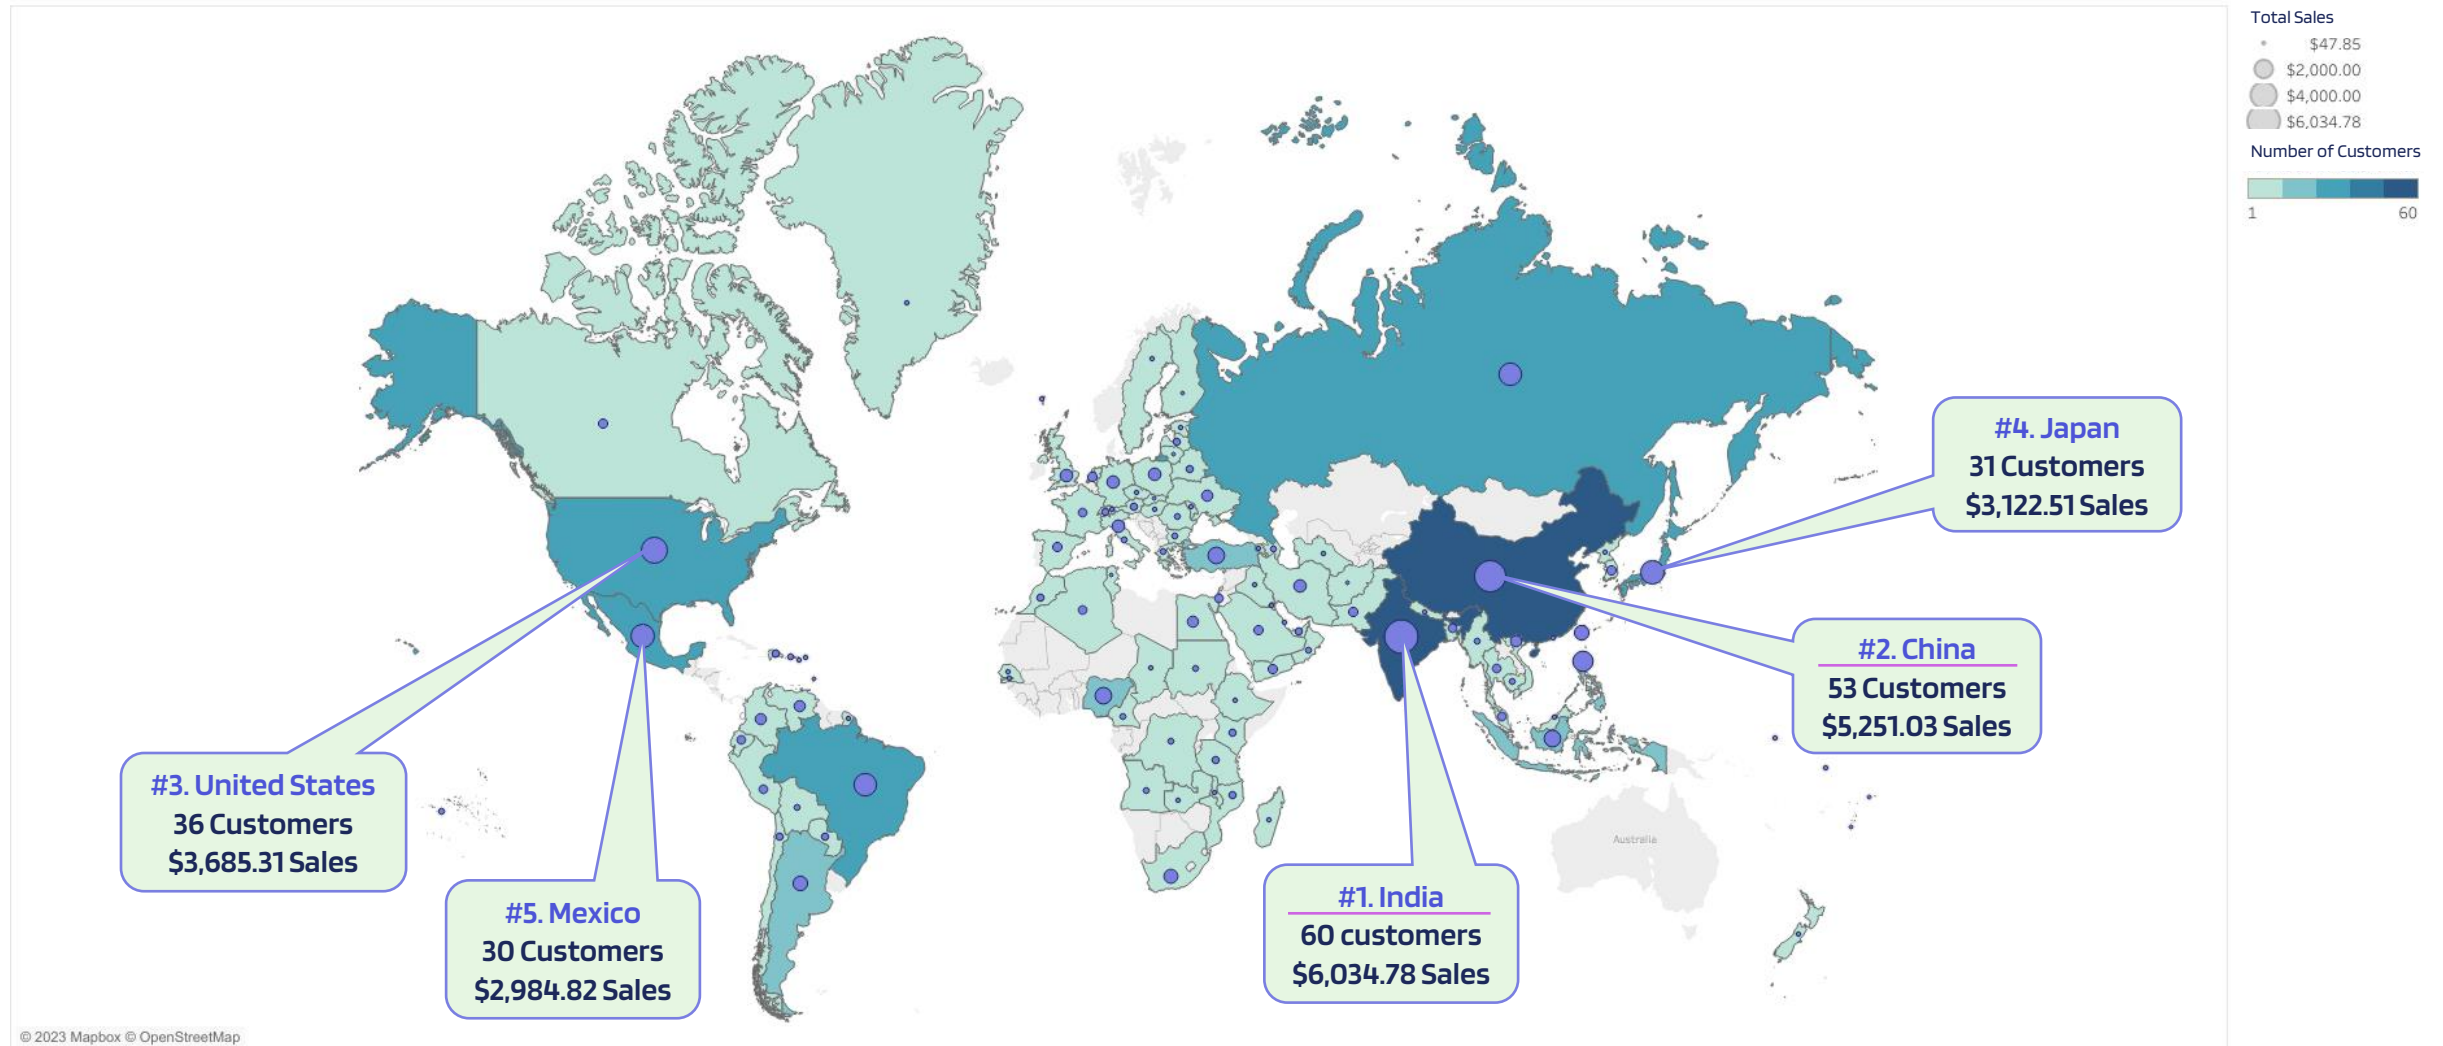 Total Sales
$47.85
$2,000.00
$4,000.00
$6,034.78
Number of Customers
1 60
#4. Japan
31 Customers
$3,122.51 Sales
#2. China
53 Customers
$5,251.03 Sales
#3. United States
36 Customers
$3,685.31 Sales
#5. Mexico
30 Customers
$2,984.82 Sales
#1. India
60 customers
$6,034.78 Sales
Australia
© 2023 Mapbox © OpenStreetMap